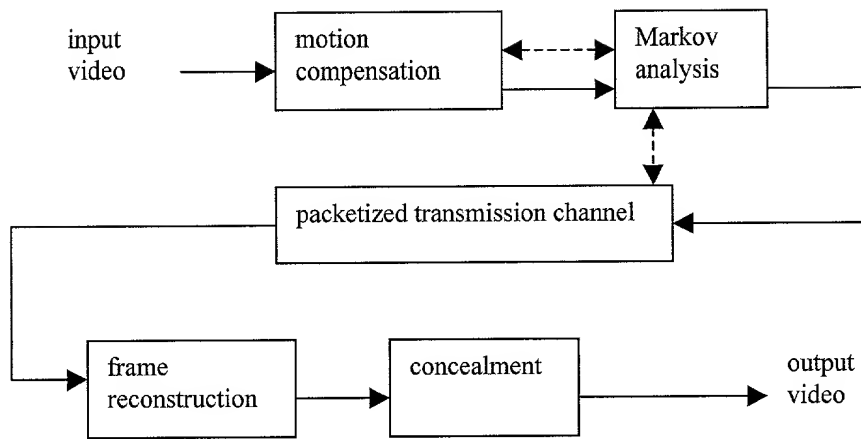 input
video
motion
compensation
Markov
analysis
packetized transmission channel
frame
reconstruction
concealment
output
video